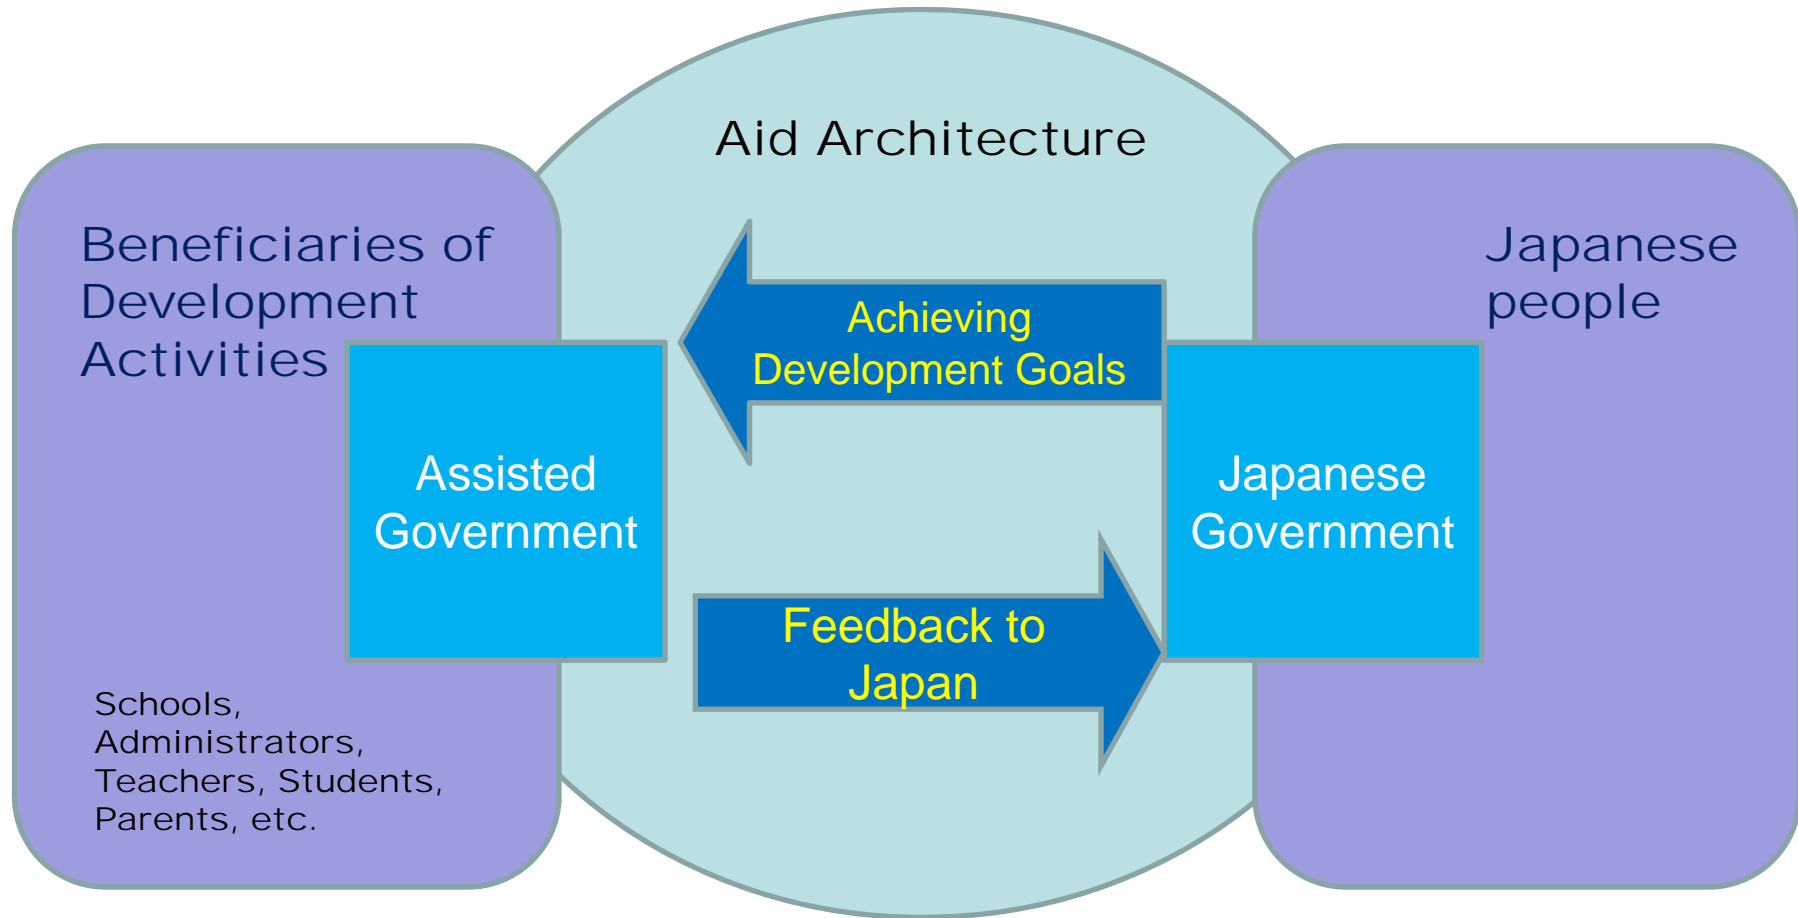 Aid Architecture
Beneficiaries of
Development
Activities
Japanese
people
Achieving
Development Goals
Assisted
Government
Japanese
Government
Feedback to
Japan
Schools,
Administrators,
Teachers, Students,
Parents, etc.